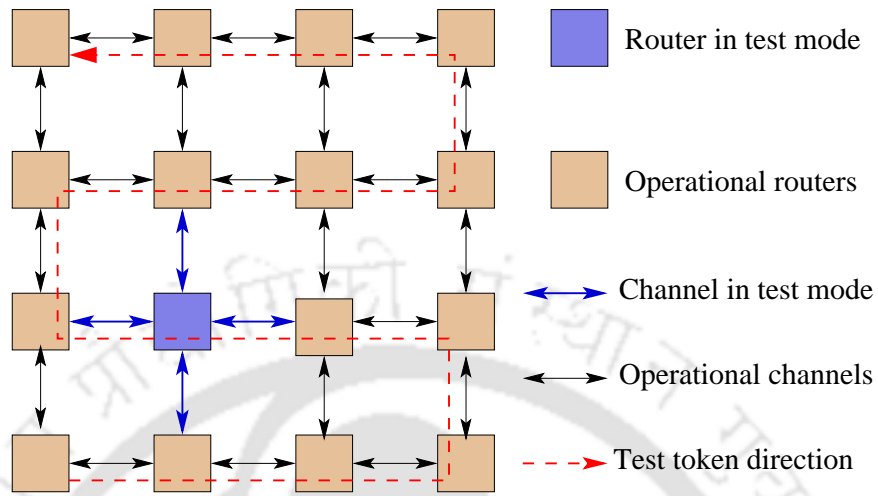 Router in test mode
Operational routers
Channel in test mode
Operational channels
Test token direction